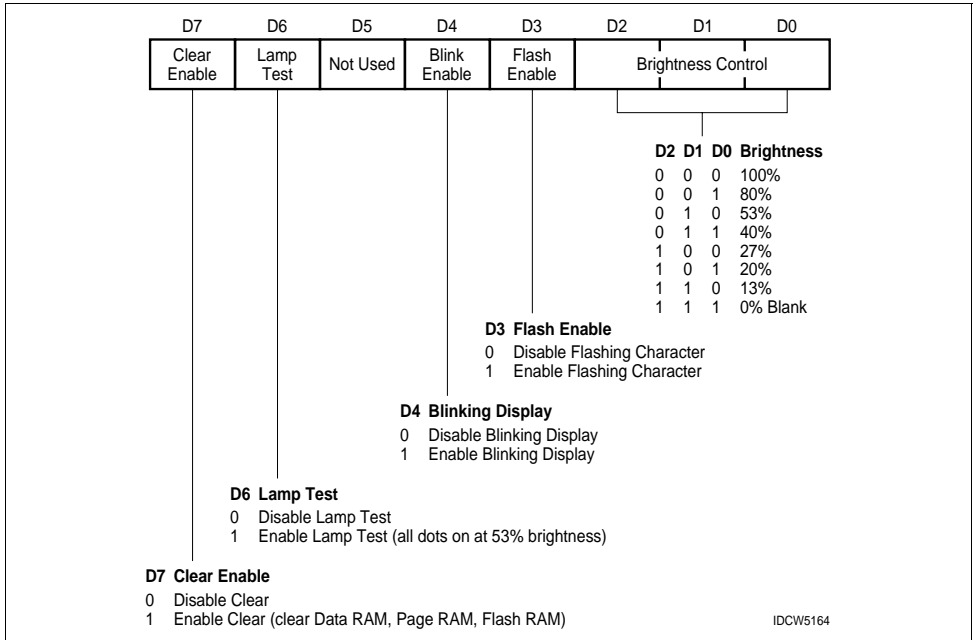 D7 D6 D5 D4 D3 D2 D1 D0
Clear Enable Lamp Test Not Used Blink Enable Flash Enable Brightness Control
D2 D1 D0 Brightness
0 0 0 100%
0 0 1 80%
0 1 0 53%
0 1 1 40%
1 0 0 27%
1 0 1 20%
1 1 0 13%
1 1 1 0% Blank
D3 Flash Enable
0 Disable Flashing Character
1 Enable Flashing Character
D4 Blinking Display
0 Disable Blinking Display
1 Enable Blinking Display
D6 Lamp Test
0 Disable Lamp Test
1 Enable Lamp Test (all dots on at 53% brightness)
D7 Clear Enable
0 Disable Clear
1 Enable Clear (clear Data RAM, Page RAM, Flash RAM)
IDCW5164